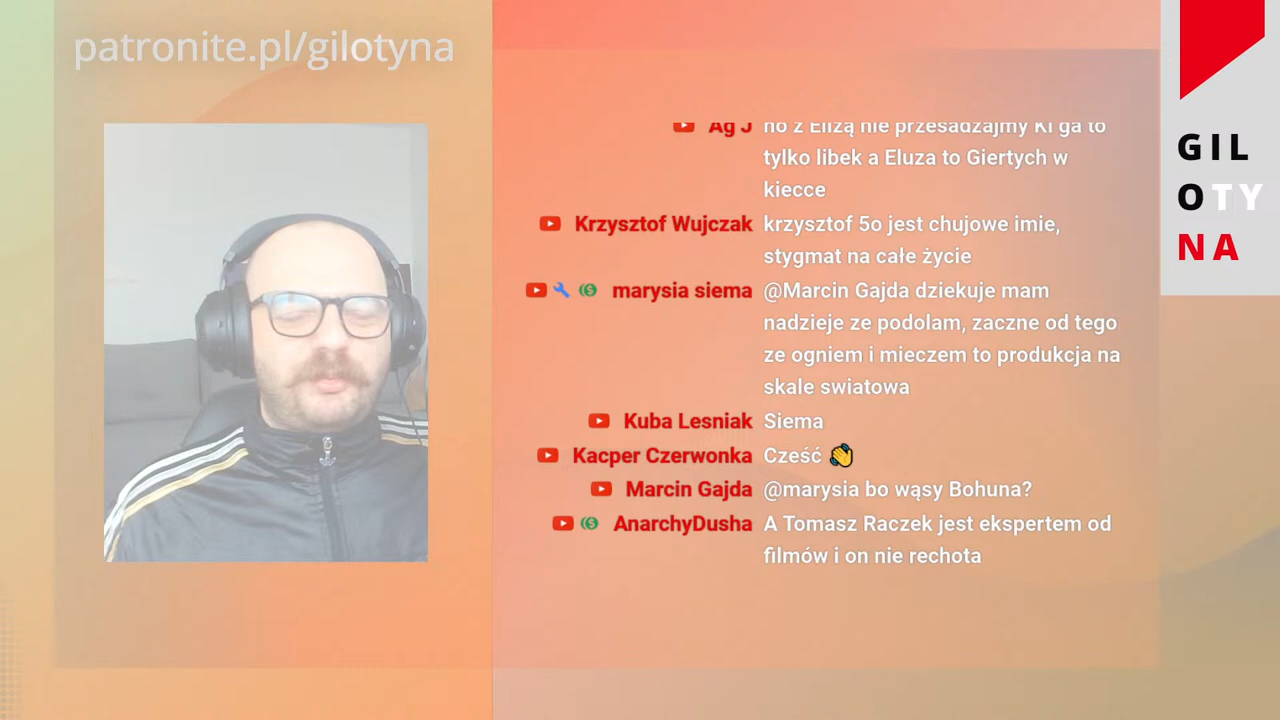 patronite.pl/gilotyna
GIL
OTY
NA
Ag J no z Elizą nie przesadzajmy Ki ga to
tylko libek a Eluza to Giertych w
kiecce
Krzysztof Wujczak krzysztof 5o jest chujowe imie,
stygmat na całe życie
marysia siema @Marcin Gajda dziekuje mam
nadzieje ze podolam, zaczne od tego
ze ogniem i mieczem to produkcja na
skale swiatowa
Kuba Lesniak Siema
Kacper Czerwonka Cześć 👏
Marcin Gajda @marysia bo wąsy Bohuna?
AnarchyDusha A Tomasz Raczek jest ekspertem od
filmów i on nie rechota